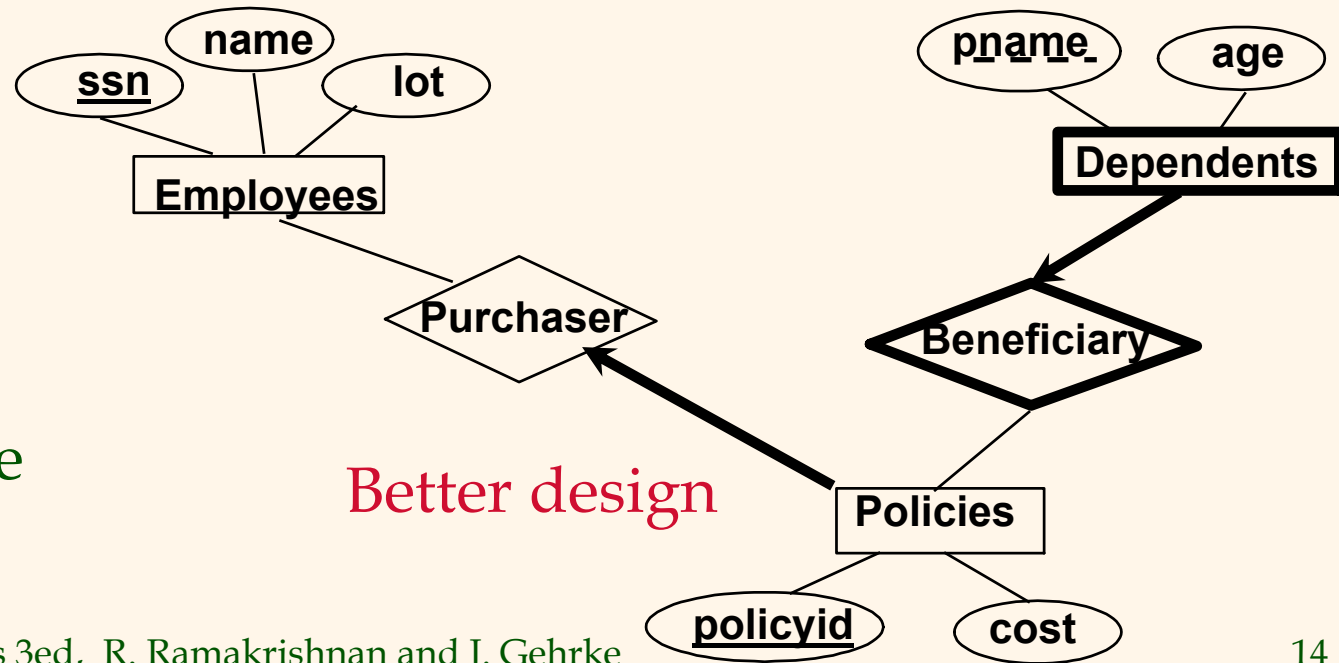 name
pname
age
ssn
lot
Dependents
Employees
Purchaser
Beneficiary
e
Better design
Policies
policyid
cost
s 3ed, R. Ramakrishnan and J. Gehrke
14